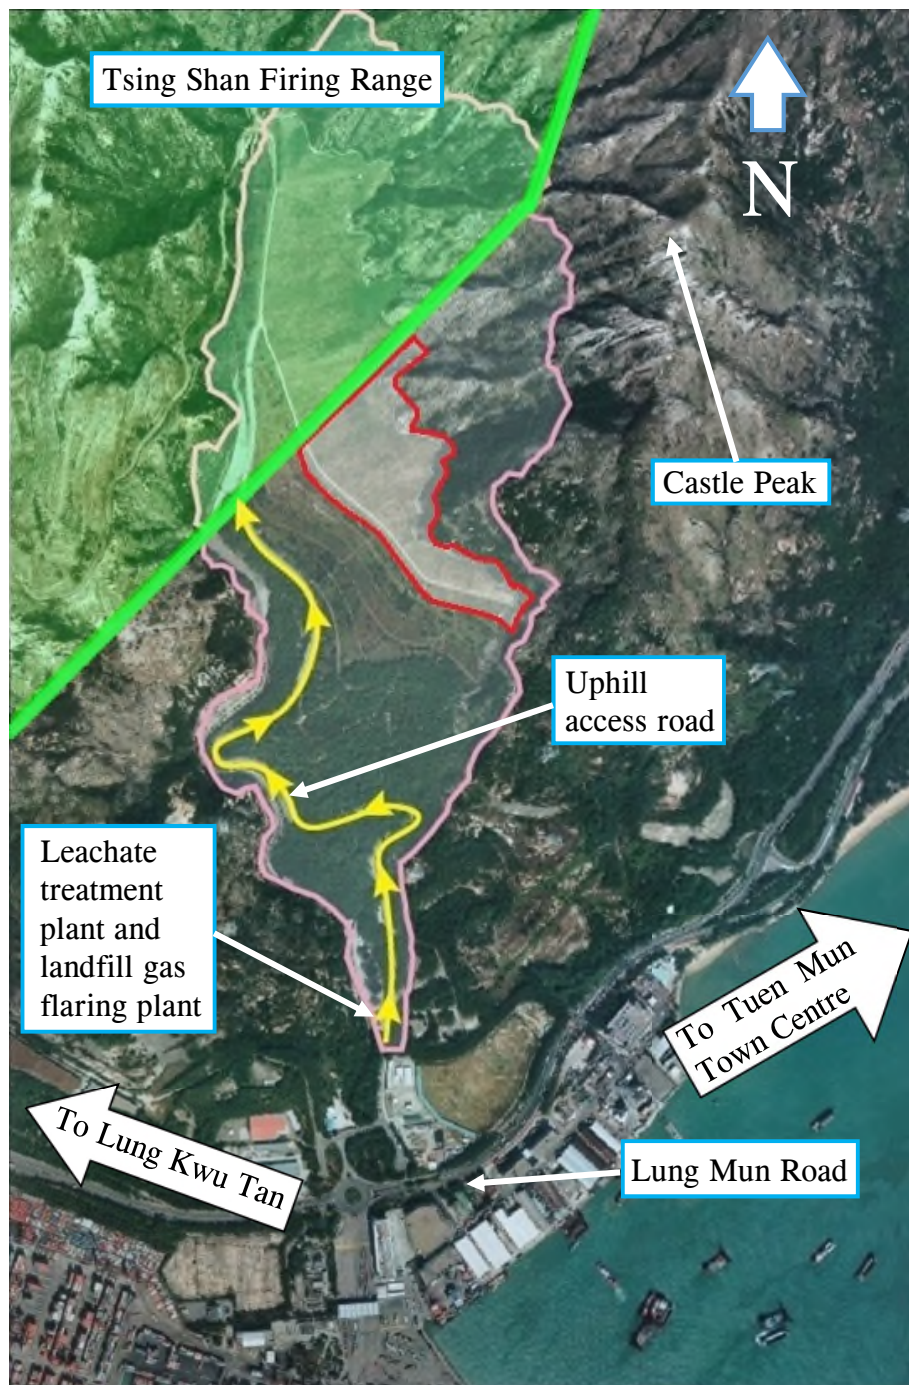 Tsing Shan Firing Range
N
Castle Peak
Uphill
access road
Leachate
treatment
plant and
landfill gas
flaring plant
To Tuen Mun
Town Centre
To Lung Kwu Tan
Lung Mun Road